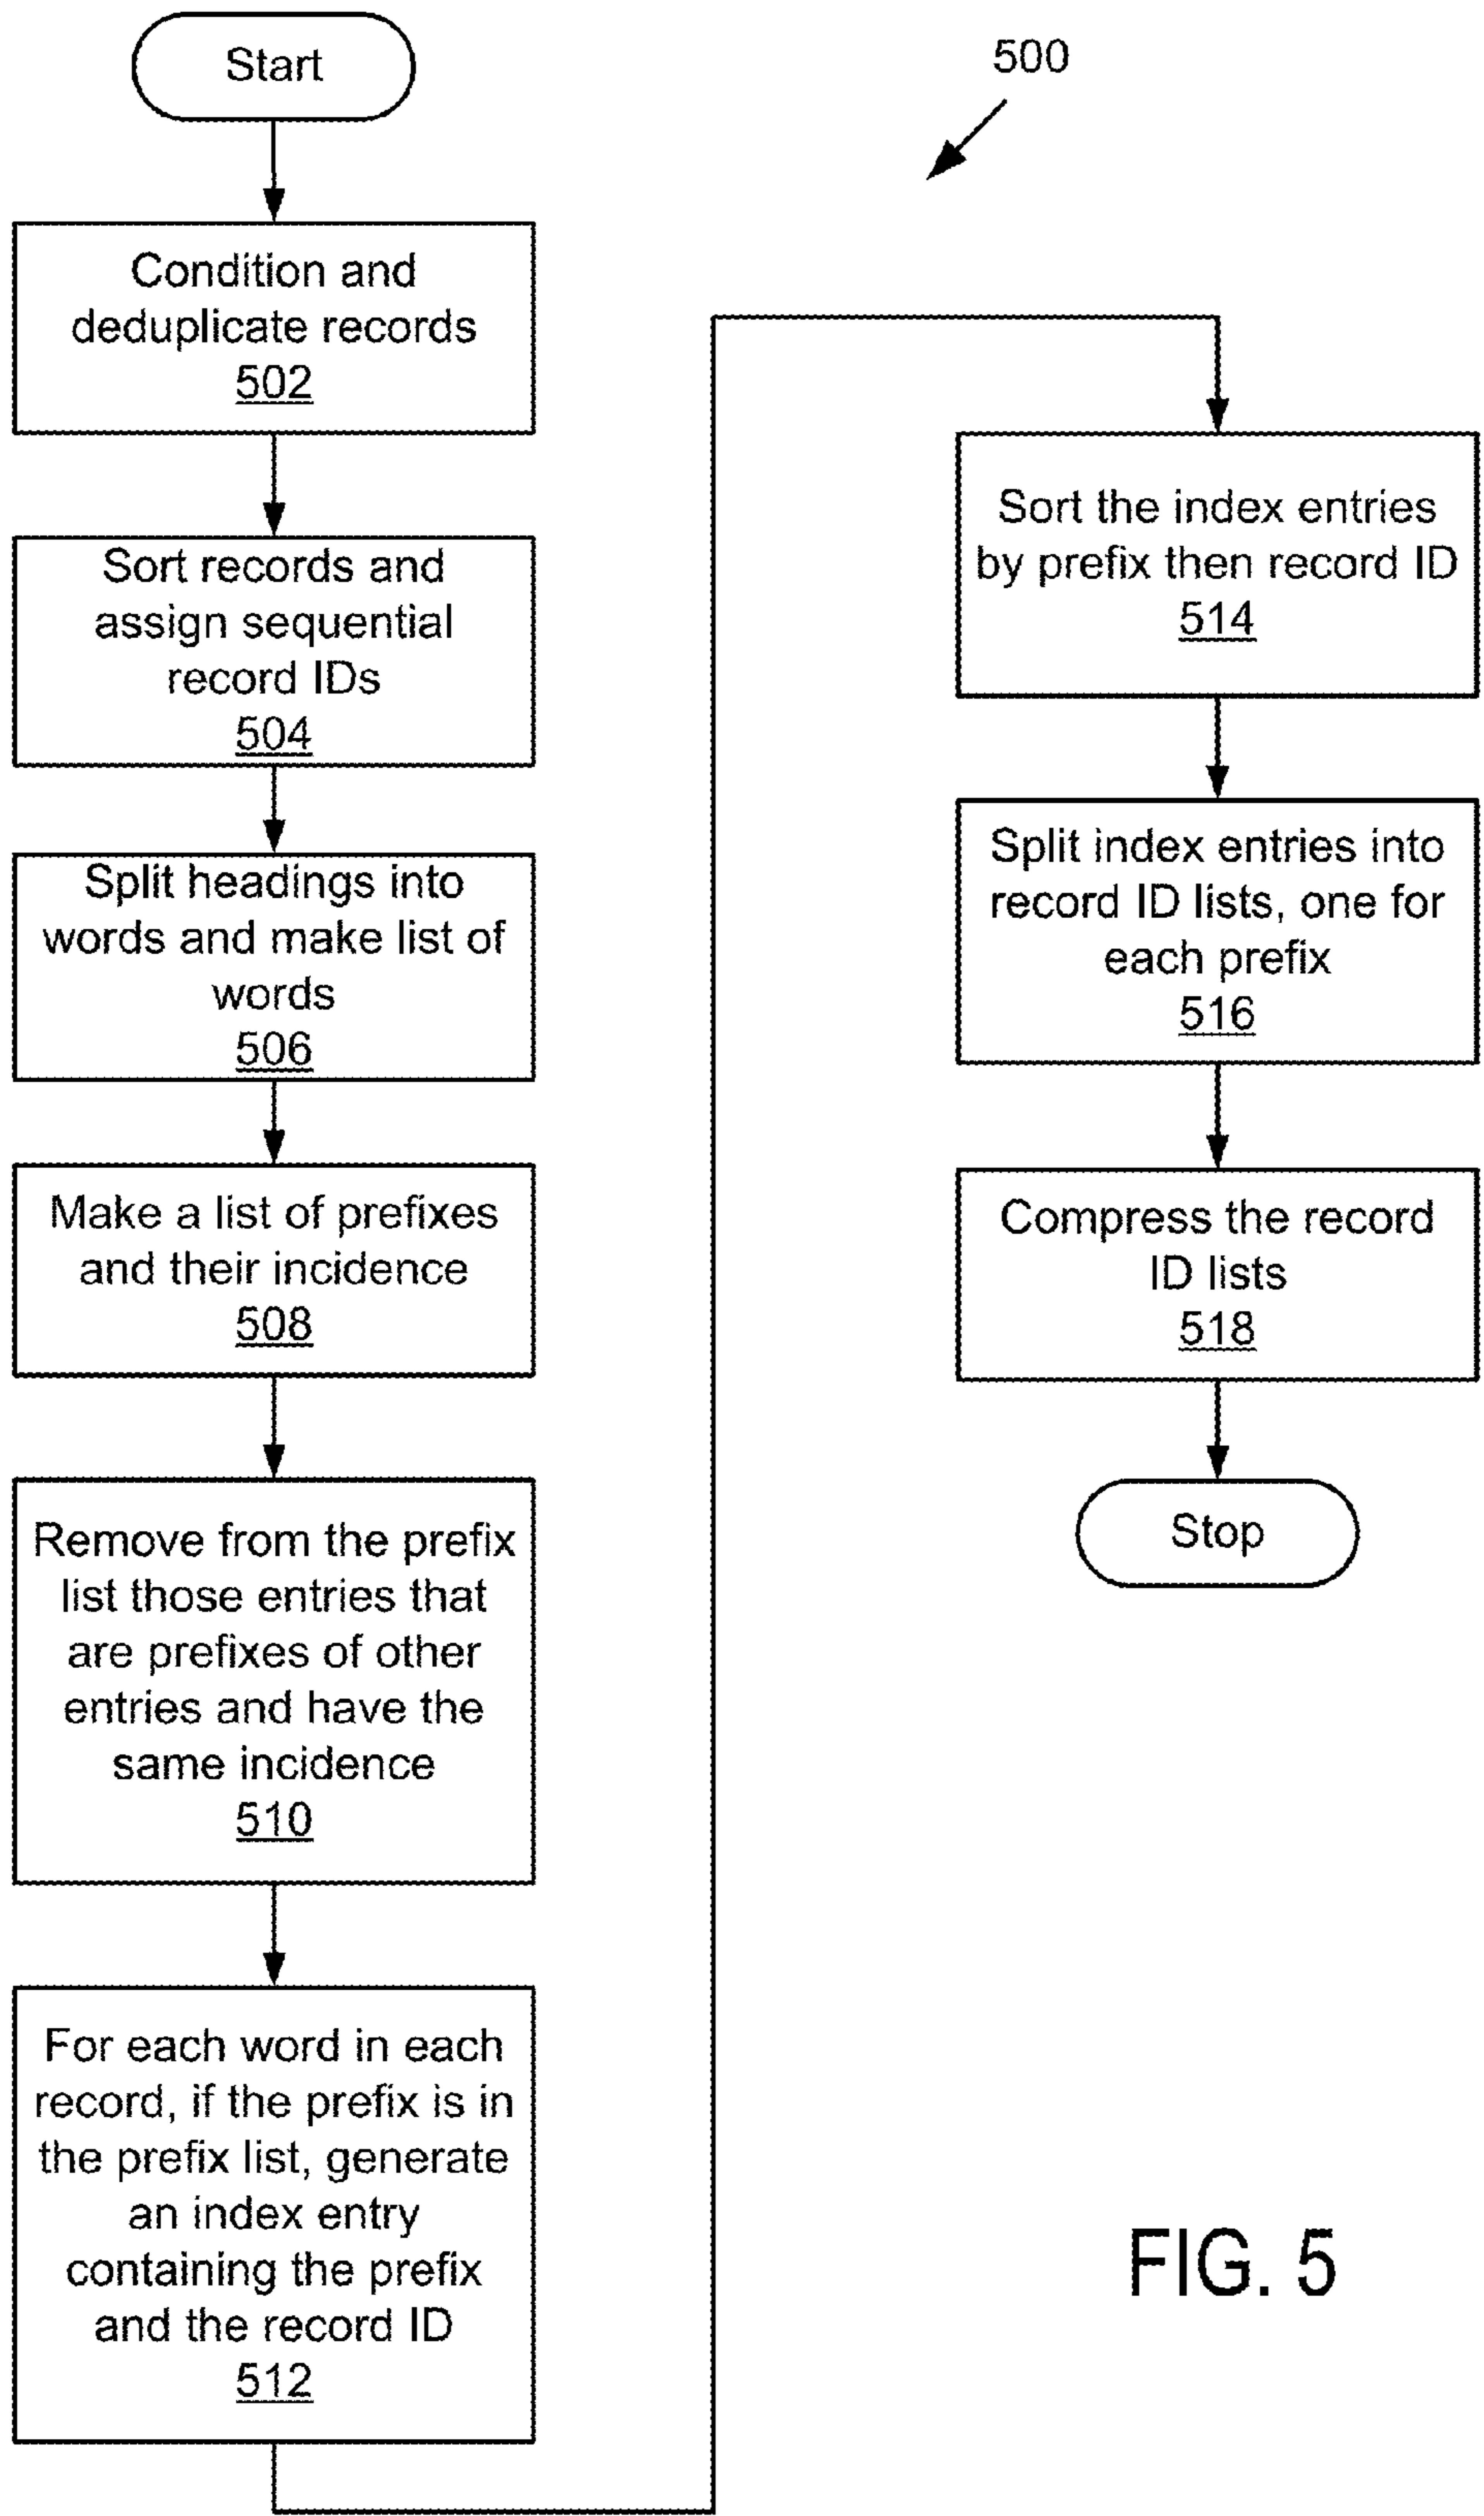 Start
500
Condition and
deduplicate records
502
Sort records and
assign sequential
record IDs
504
Split headings into
words and make list of
words
506
Make a list of prefixes
and their incidence
508
Remove from the prefix
list those entries that
are prefixes of other
entries and have the
same incidence
510
For each word in each
record, if the prefix is in
the prefix list, generate
an index entry
containing the prefix
and the record ID
512
Sort the index entries
by prefix then record ID
514
Split index entries into
record ID lists, one for
each prefix
516
Compress the record
ID lists
518
Stop
FIG. 5